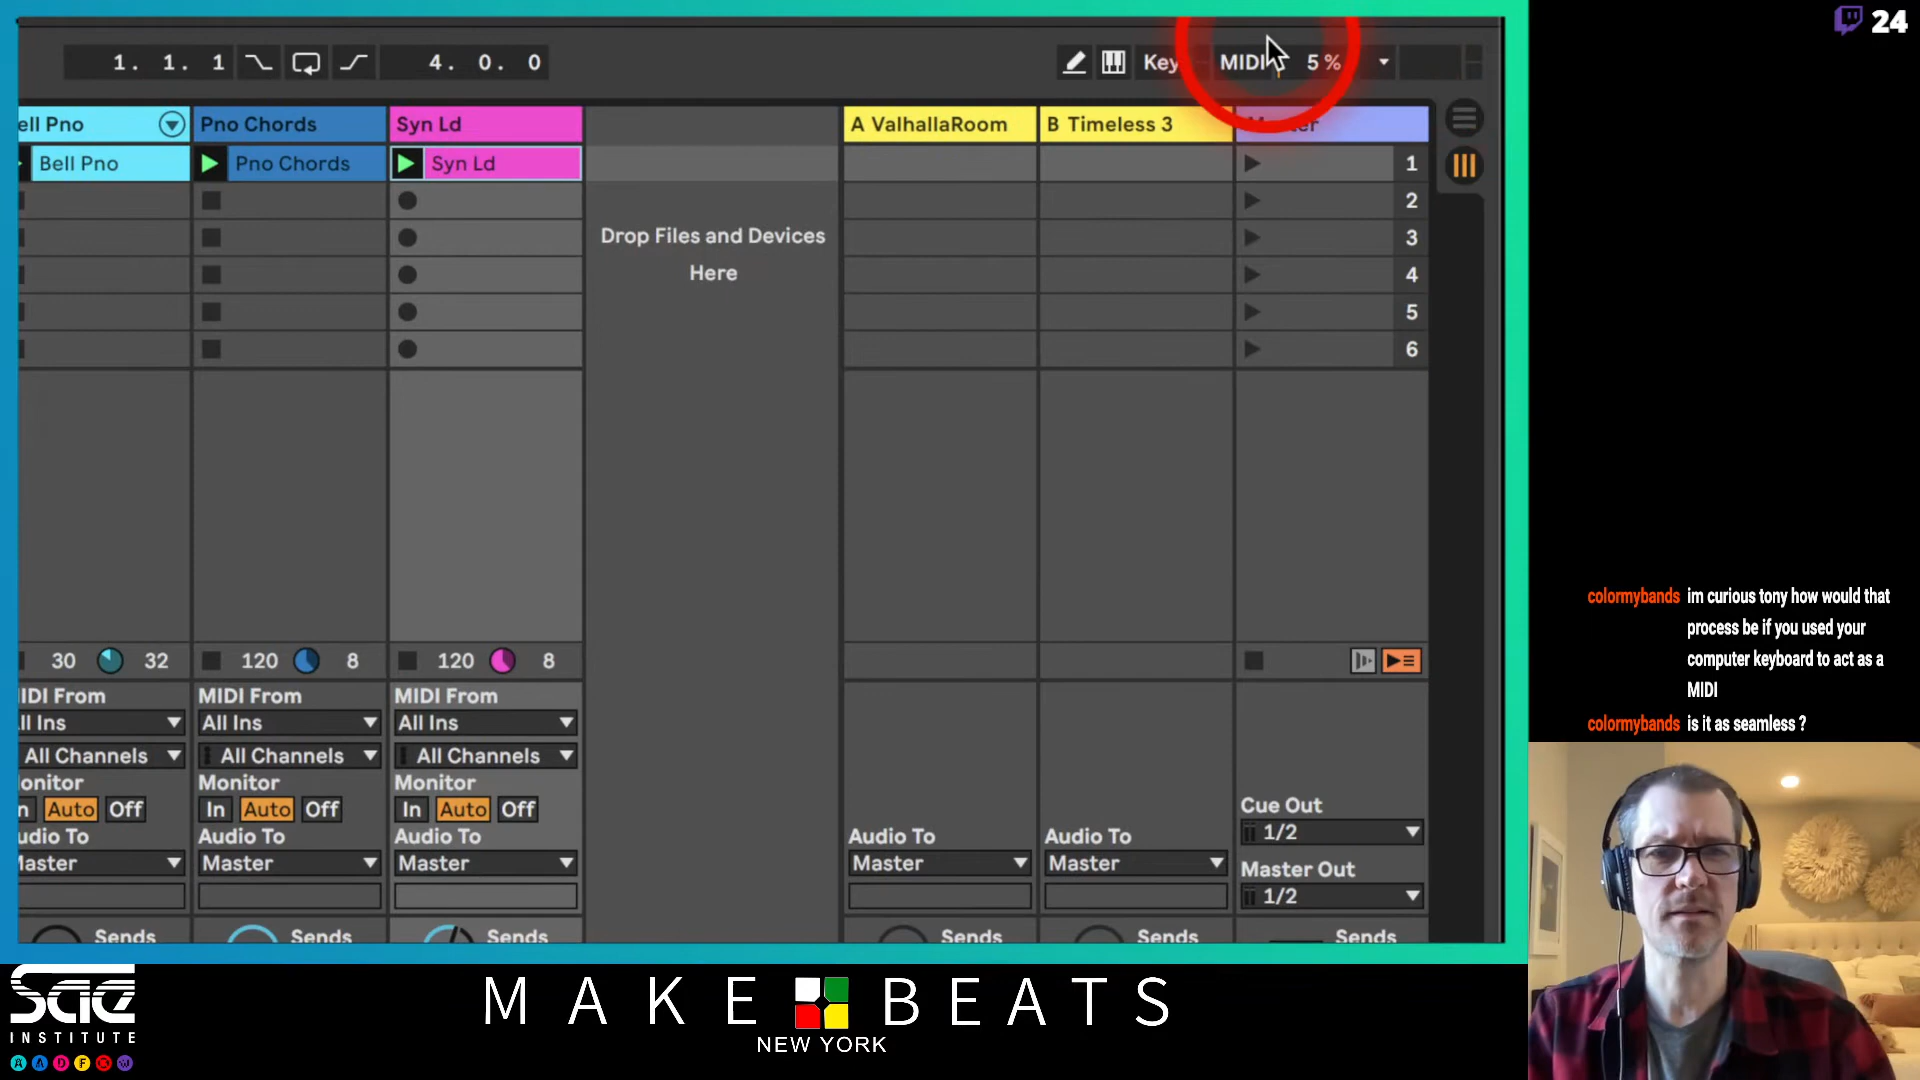 24
1. 1. 1
4. 0. 0
Key
MIDI
5 %
ell Pno
Pno Chords
Syn Ld
A ValhallaRoom
B Timeless 3
Bell Pno
Pno Chords
Syn Ld
1
2
3
4
5
6
Drop Files and Devices
Here
30
32
120
8
120
8
IDI From
MIDI From
MIDI From
ll Ins
All Ins
All Ins
All Channels
All Channels
All Channels
onitor
Monitor
Monitor
n Auto Off
In Auto Off
In Auto Off
udio To
Audio To
Audio To
Audio To
Audio To
Master
Master
Master
Master
Cue Out
1/2
Master Out
1/2
Sends
Sends
Sends
Sends
Sends
Sends
colormybands im curious tony how would that
process be if you used your
computer keyboard to act as a
MIDI
colormybands is it as seamless ?
sae
INSTITUTE
A A D F G W
MAKE BEATS
NEW YORK